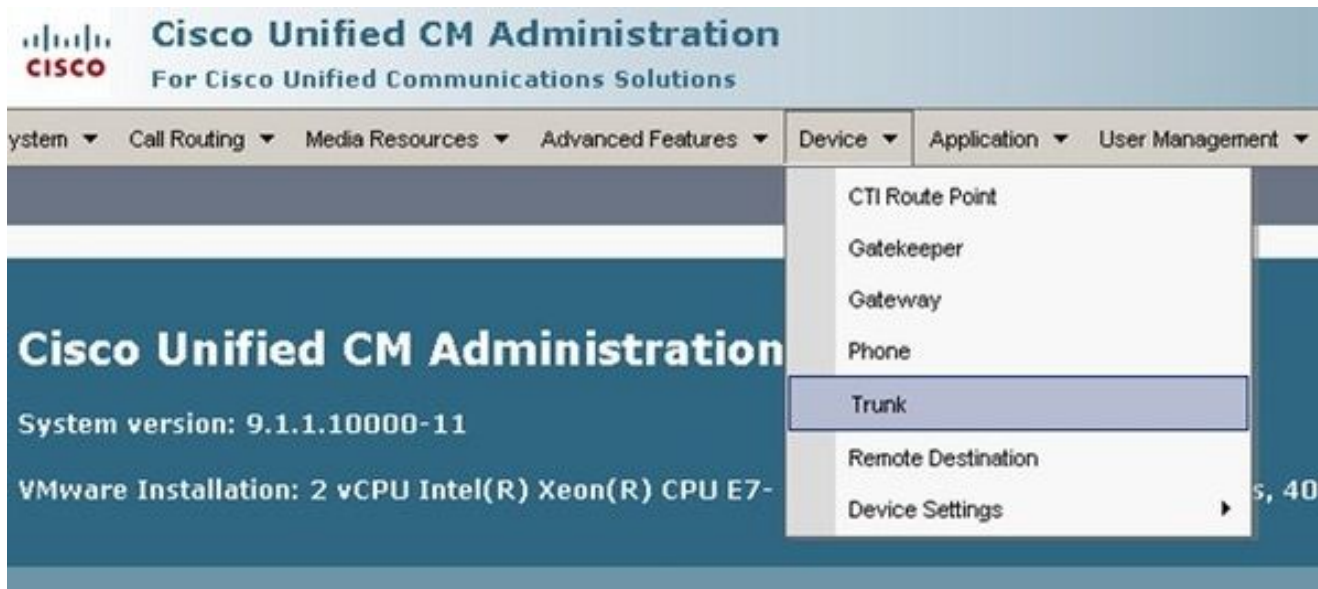 CISCO
Cisco Unified CM Administration
For Cisco Unified Communications Solutions
ystem Call Routing Media Resources Advanced Features Device Application User Management
CTI Route Point
Gatekeeper
Gateway
Phone
Trunk
Remote Destination
Device Settings
Cisco Unified CM Administration
System version: 9.1.1.10000-11
VMware Installation: 2 vCPU Intel(R) Xeon(R) CPU E7- s, 40